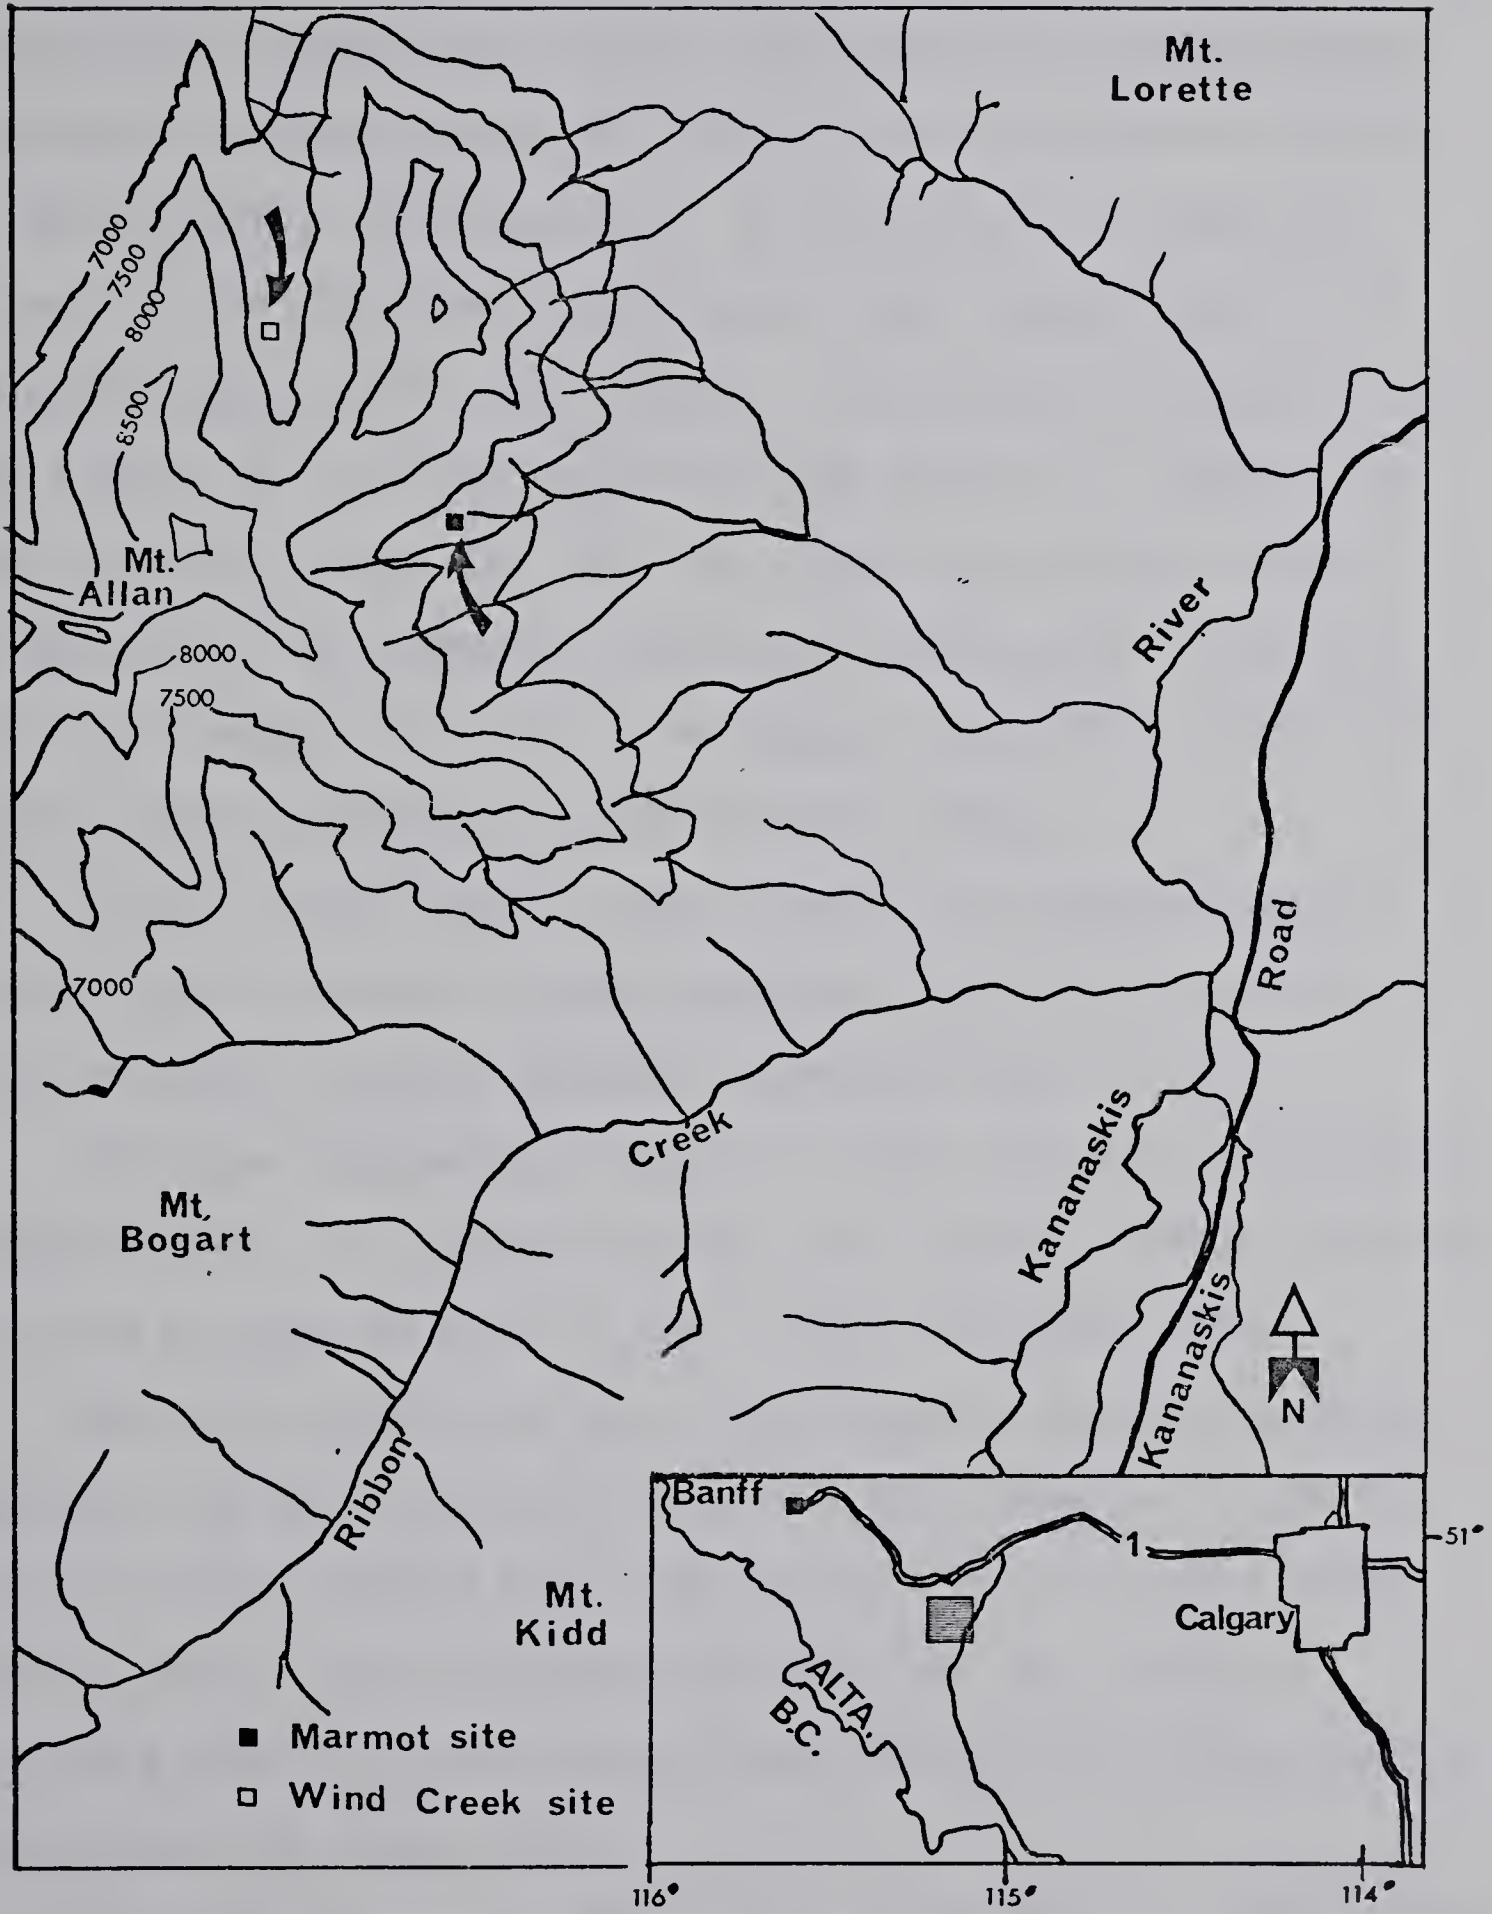 Mt.
Lorette
7000
7500
8000
8500
Mt.
Allan
8000
7500
7000
River
Road
Creek
Kananaskis
Mt.
Bogart
Kananaskis
N
Ribbon
Mt.
Kidd
Marmot site
Wind Creek site
Banff
1
51°
Calgary
ALTA.
B.C.
116°
115°
114°